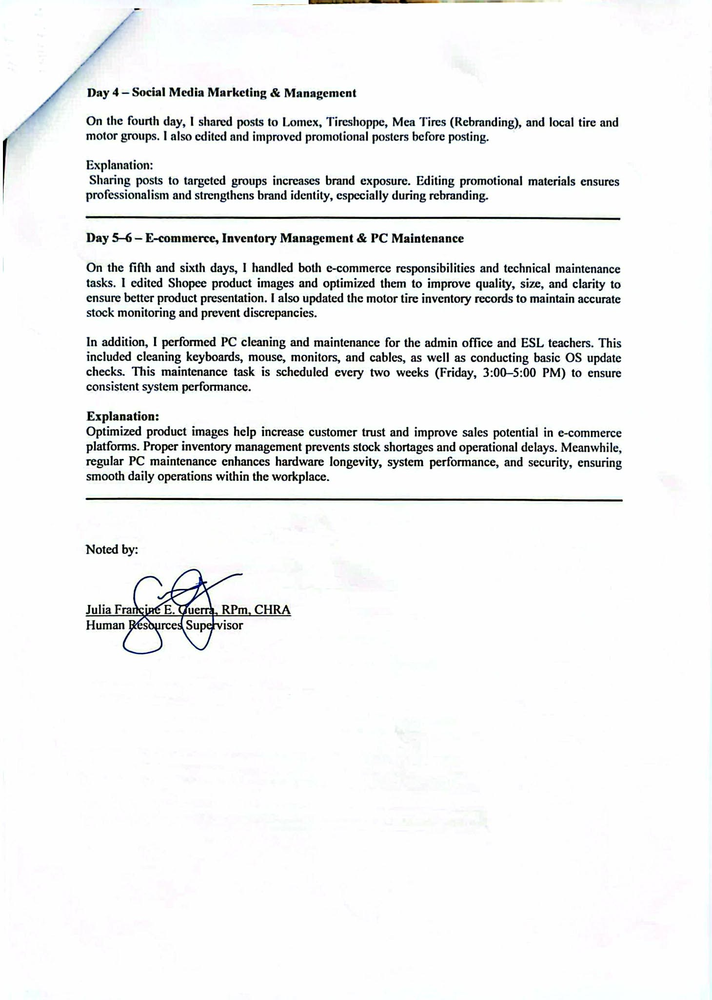 Day 4 – Social Media Marketing & Management
On the fourth day, I shared posts to Lomex, Tireshoppe, Mea Tires (Rebranding), and local tire and
motor groups. I also edited and improved promotional posters before posting.
Explanation:
Sharing posts to targeted groups increases brand exposure. Editing promotional materials ensures
professionalism and strengthens brand identity, especially during rebranding.
Day 5–6 – E-commerce, Inventory Management & PC Maintenance
On the fifth and sixth days, I handled both e-commerce responsibilities and technical maintenance
tasks. I edited Shopee product images and optimized them to improve quality, size, and clarity to
ensure better product presentation. I also updated the motor tire inventory records to maintain accurate
stock monitoring and prevent discrepancies.
In addition, I performed PC cleaning and maintenance for the admin office and ESL teachers. This
included cleaning keyboards, mouse, monitors, and cables, as well as conducting basic OS update
checks. This maintenance task is scheduled every two weeks (Friday, 3:00–5:00 PM) to ensure
consistent system performance.
Explanation:
Optimized product images help increase customer trust and improve sales potential in e-commerce
platforms. Proper inventory management prevents stock shortages and operational delays. Meanwhile,
regular PC maintenance enhances hardware longevity, system performance, and security, ensuring
smooth daily operations within the workplace.
Noted by:
Julia Francine E. Guerra, RPm, CHRA
Human Resources Supervisor